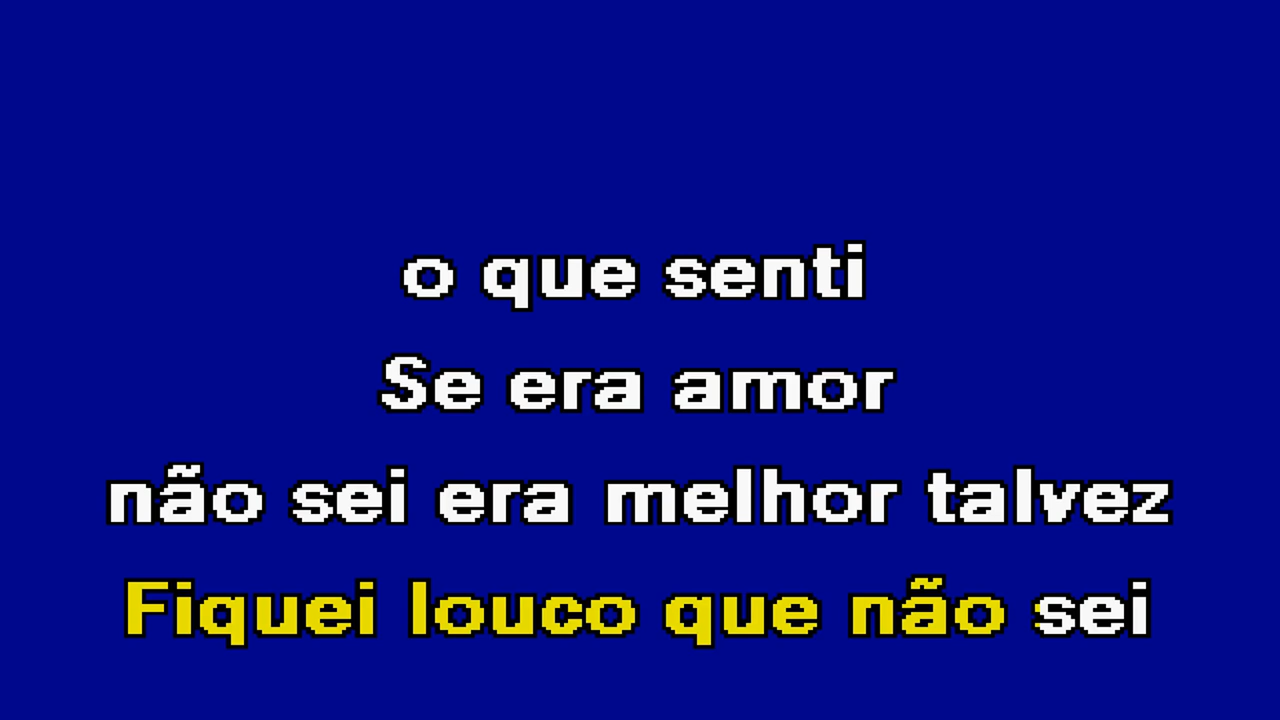 o que senti
Se era amor
não sei era melhor talvez
Fiquei louco que não sei